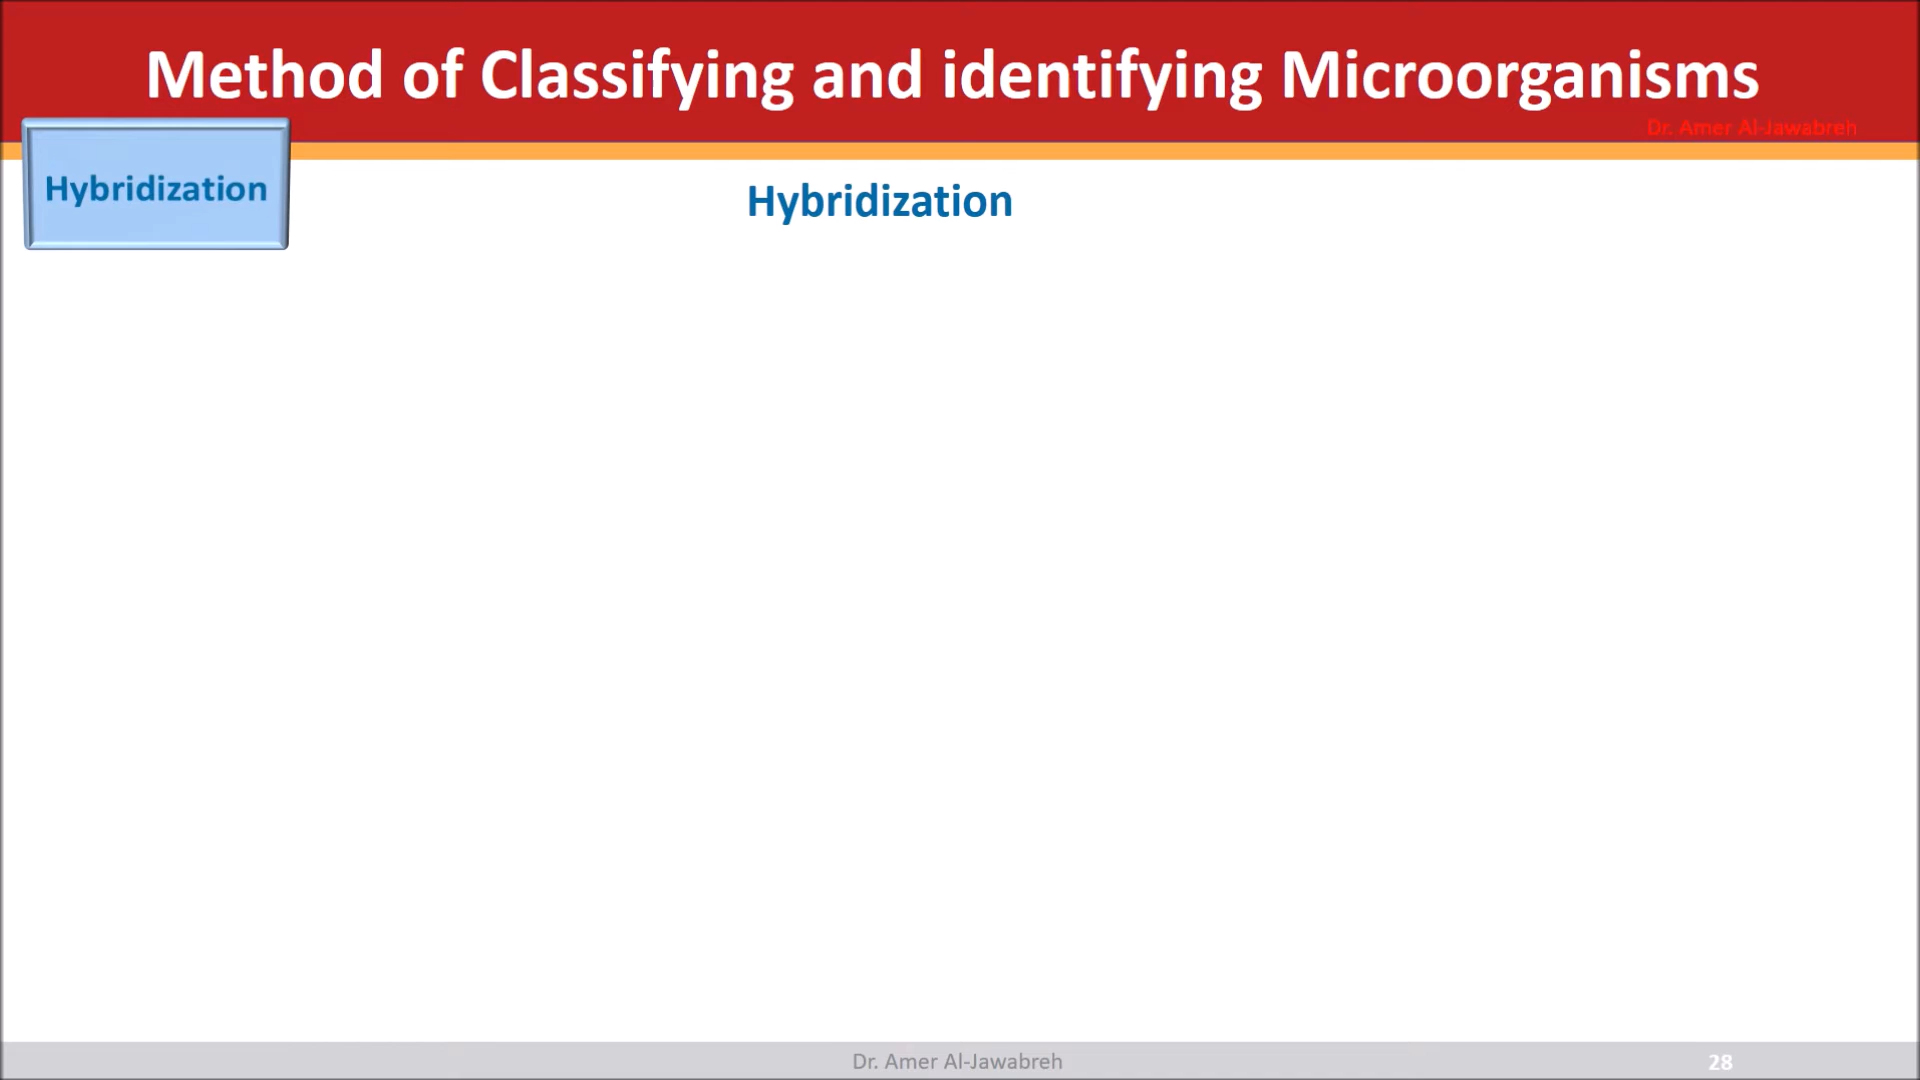 Method of Classifying and identifying Microorganisms
Dr. Amer Al-Jawabreh
Hybridization
Hybridization
Dr. Amer Al-Jawabreh
28